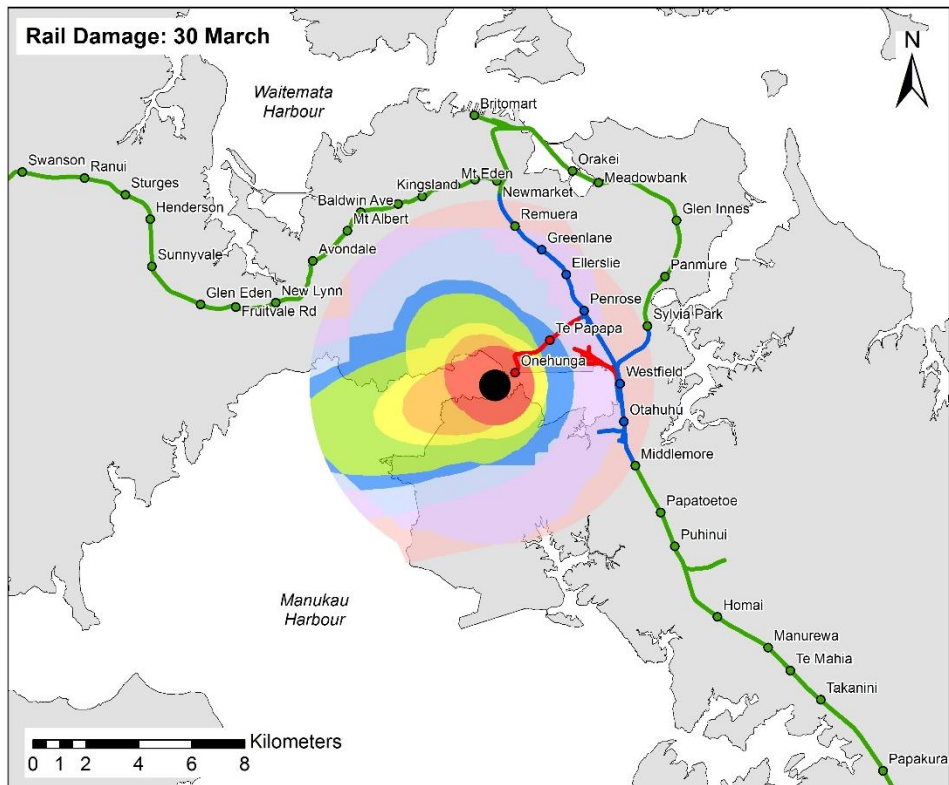 Rail Damage: 30 March
N
Waitemata
Harbour
Britomart
Swanson
Ranui
Sturges
Henderson
Sunnyvale
Glen Eden
Fruitvale Rd
New Lynn
Avondale
Mt Albert
Baldwin Ave
Kingsland
Mt Eden
Newmarket
Orakei
Meadowbank
Glen Innes
Panmure
Sylvia Park
Remuera
Greenlane
Ellerslie
Penrose
Te Papapa
Onehunga
Westfield
Otahuhu
Middlemore
Papatoetoe
Puhinui
Homai
Manurewa
Te Mahia
Takanini
Papakura
Manukau
Harbour
Kilometers
0 1 2 4 6 8